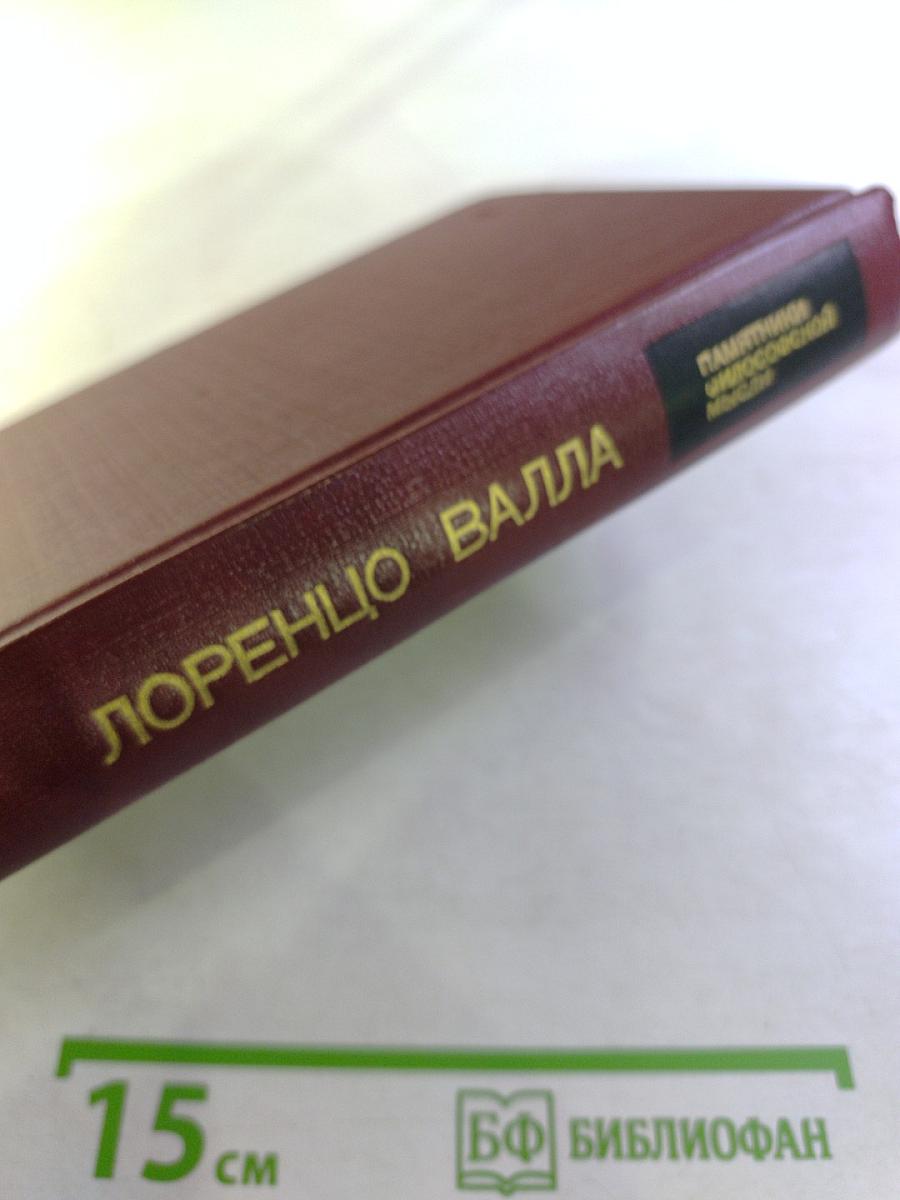 ПАМЯТНИКИ
ФИЛОСОФСКОЙ
МЫСЛИ
ЛОРЕНЦО ВАЛЛА
15 см
БФ БИБЛИОФАН